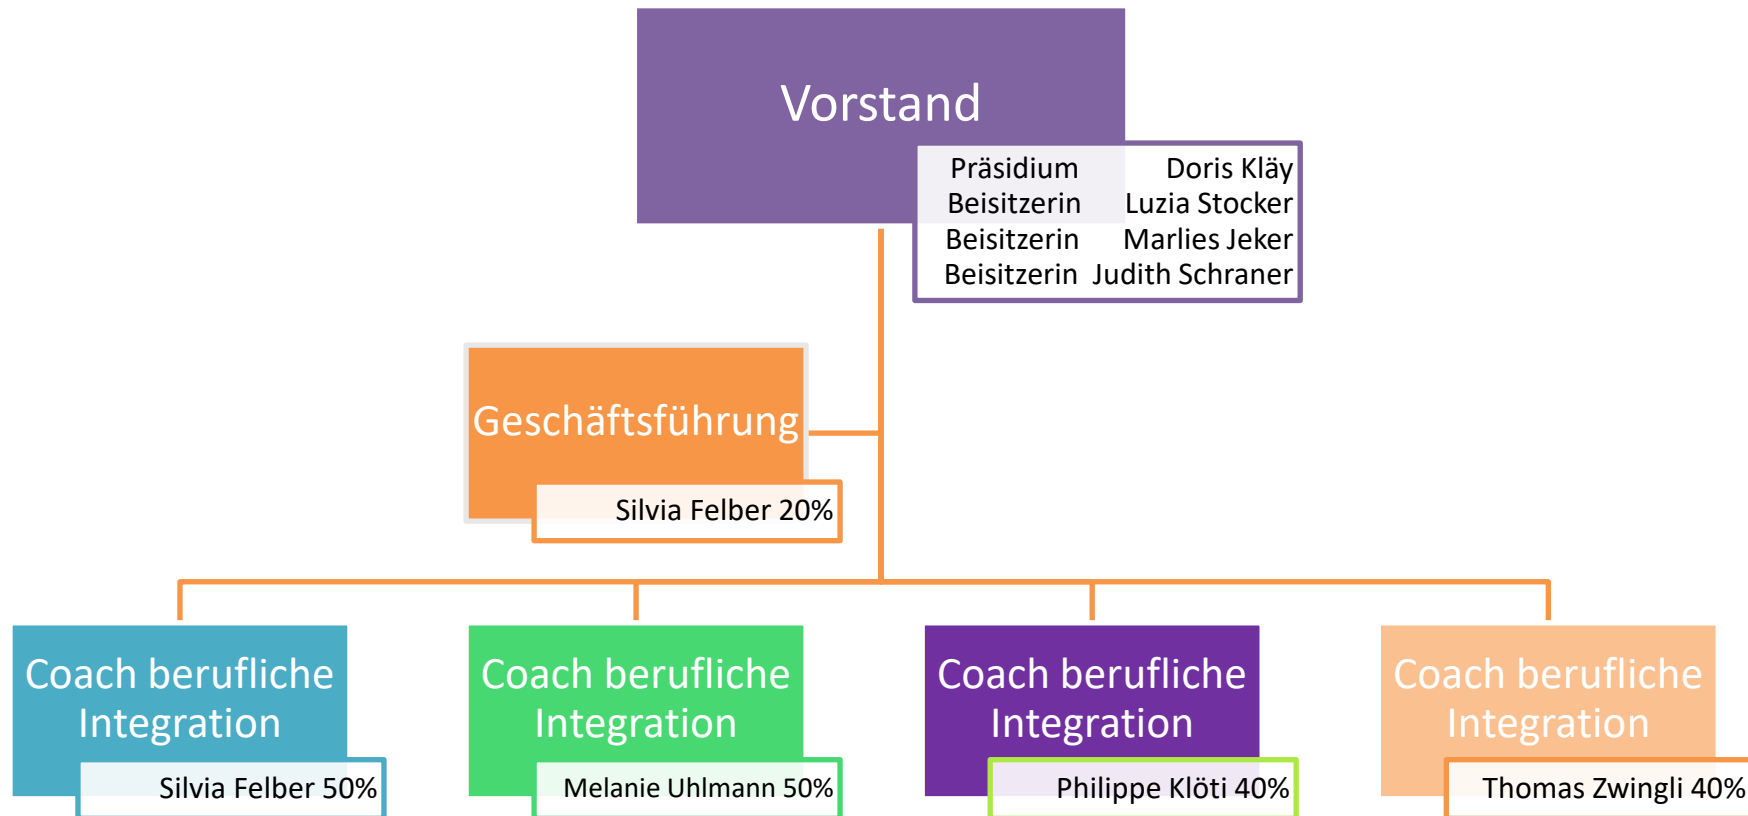 Vorstand
Präsidium Doris Kläy
Beisitzerin Luzia Stocker
Beisitzerin Marlies Jeker
Beisitzerin Judith Schraner
Geschäftsführung
Silvia Felber 20%
Coach berufliche
Integration
Silvia Felber 50%
Coach berufliche
Integration
Melanie Uhlmann 50%
Coach berufliche
Integration
Philippe Klöti 40%
Coach berufliche
Integration
Thomas Zwingli 40%